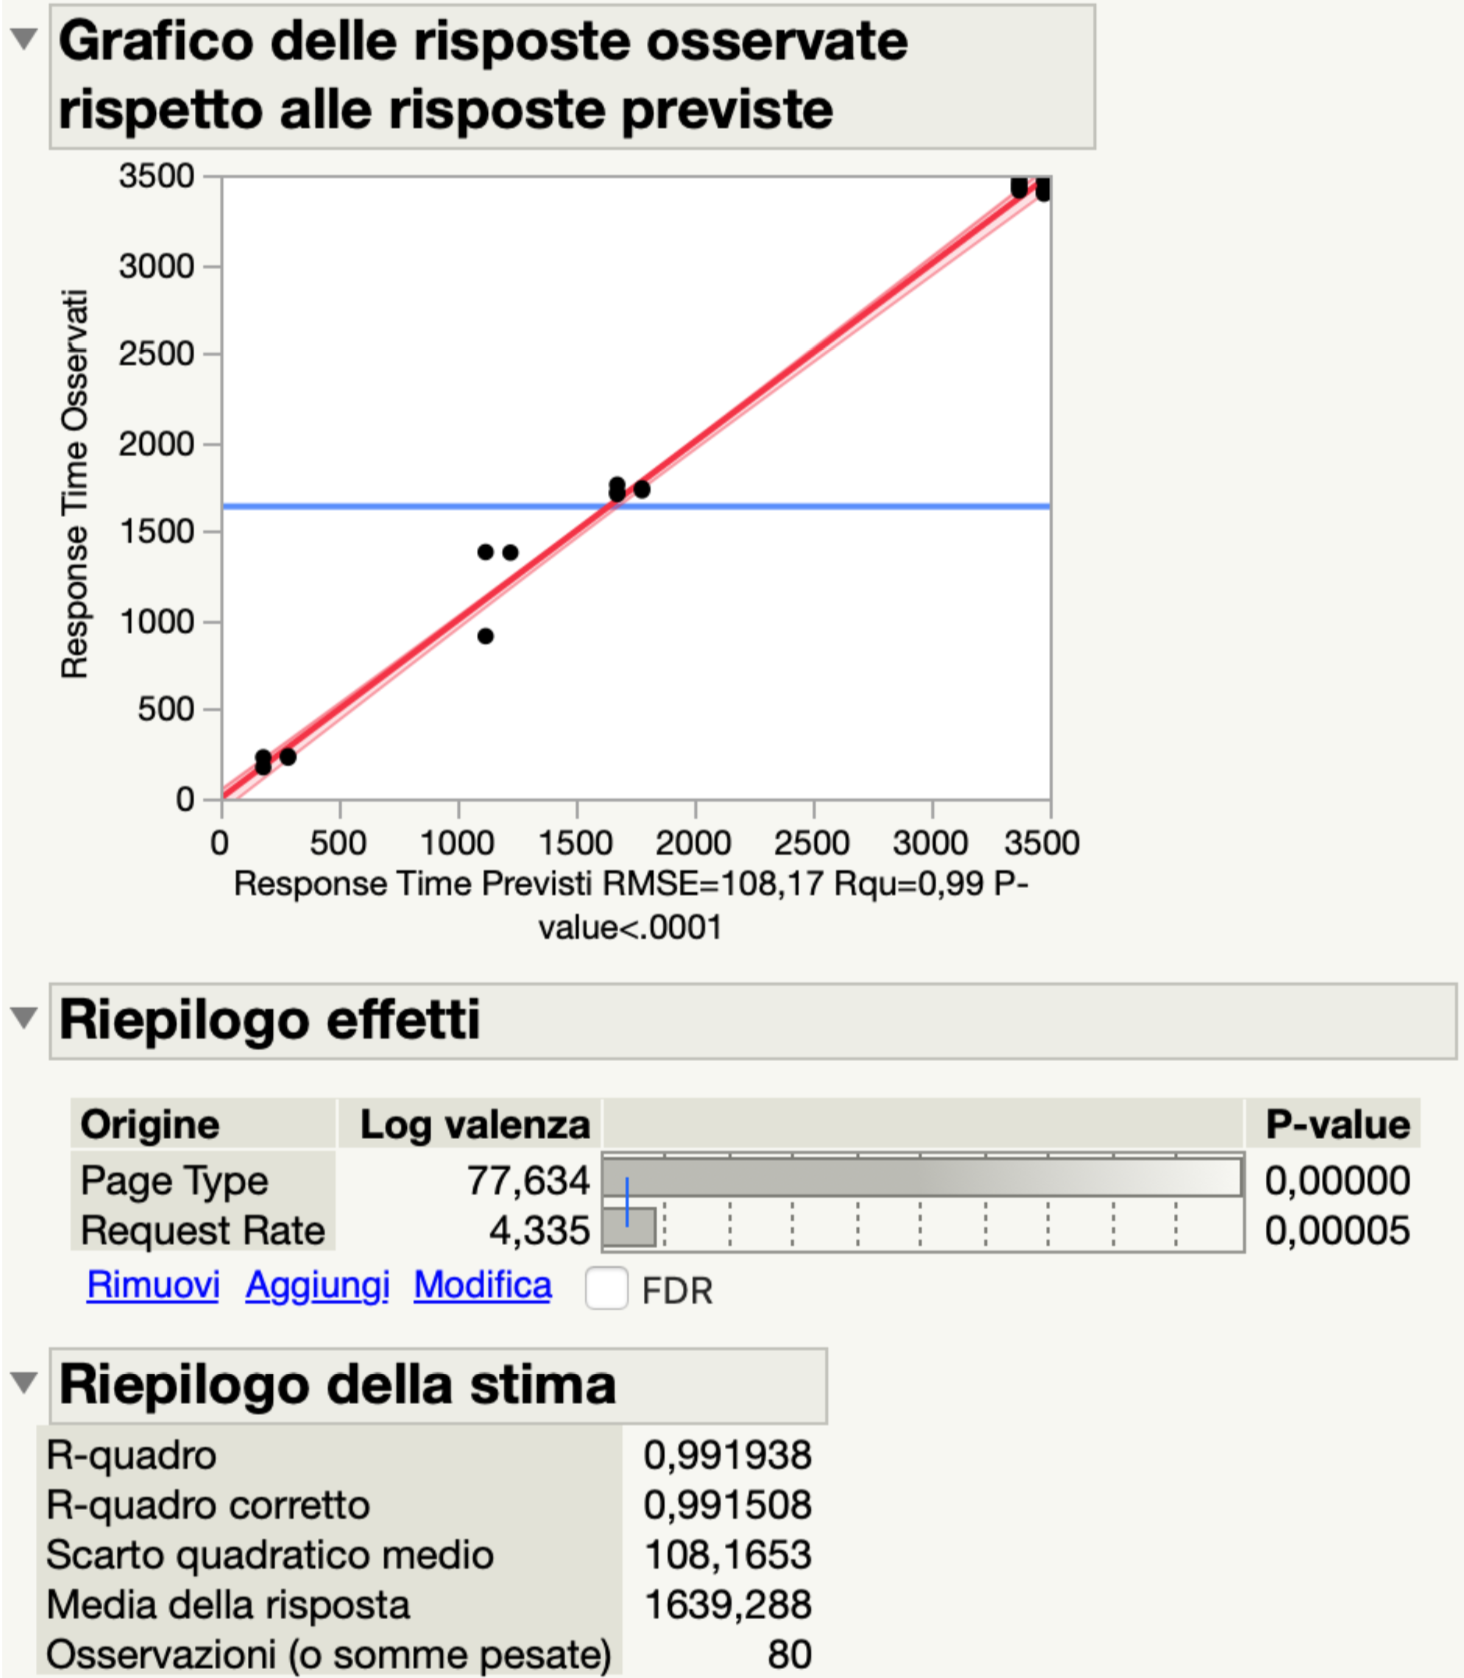 Grafico delle risposte osservate
rispetto alle risposte previste
3500
3000
2500
2000
1500
1000
500
0
Response Time Osservati
0 500 1000 1500 2000 2500 3000 3500
Response Time Previsti RMSE=108,17 Rqu=0,99 P-
value<.0001
Riepilogo effetti
Origine Log valenza P-value
Page Type 77,634 0,00000
Request Rate 4,335 0,00005
Rimuovi Aggiungi Modifica FDR
Riepilogo della stima
R-quadro 0,991938
R-quadro corretto 0,991508
Scarto quadratico medio 108,1653
Media della risposta 1639,288
Osservazioni (o somme pesate) 80